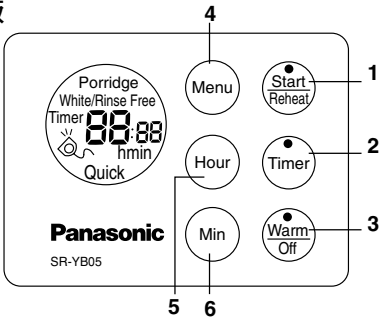 飯
4
Porridge
White/Rinse Free
Timer
88:88
hmin
Quick
Menu
Start
Reheat
1
Hour
Timer
2
Panasonic
SR-YB05
Min
Warm
Off
3
5
6